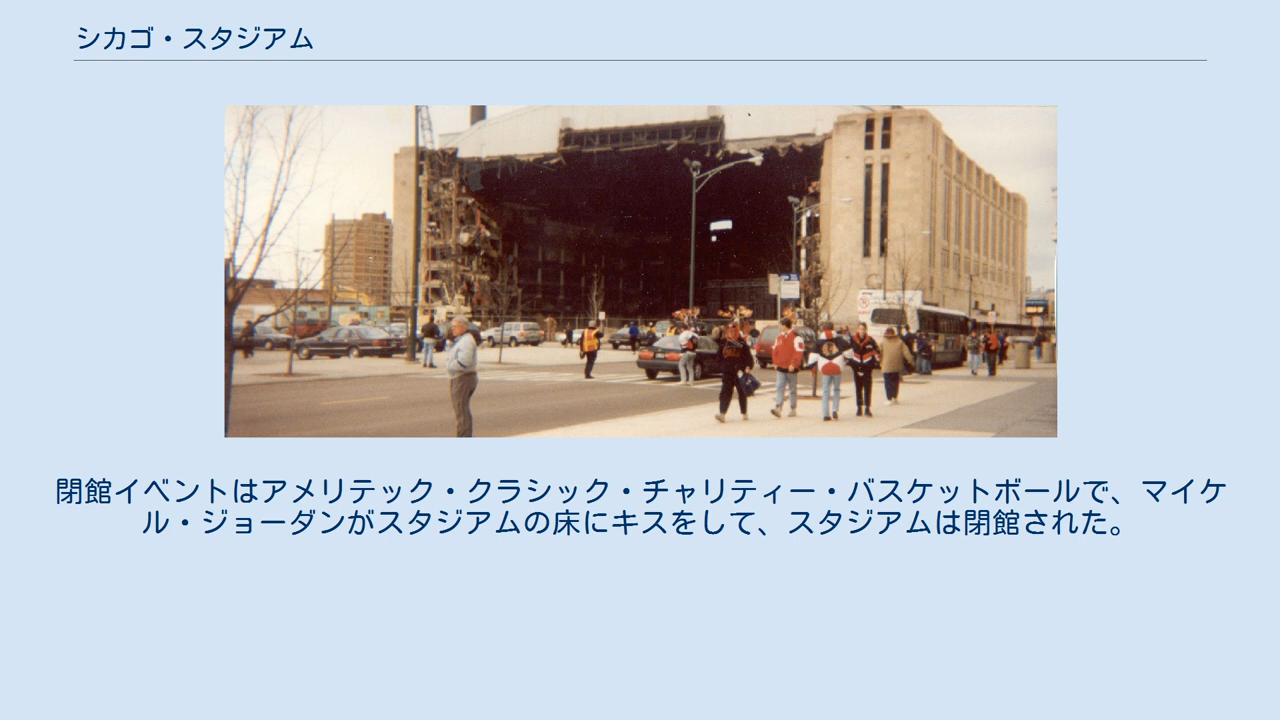 シカゴ・スタジアム
閉館イベントはアメリテック・クラシック・チャリティー・バスケットボールで、マイケ
ル・ジョーダンがスタジアムの床にキスをして、スタジアムは閉館された。